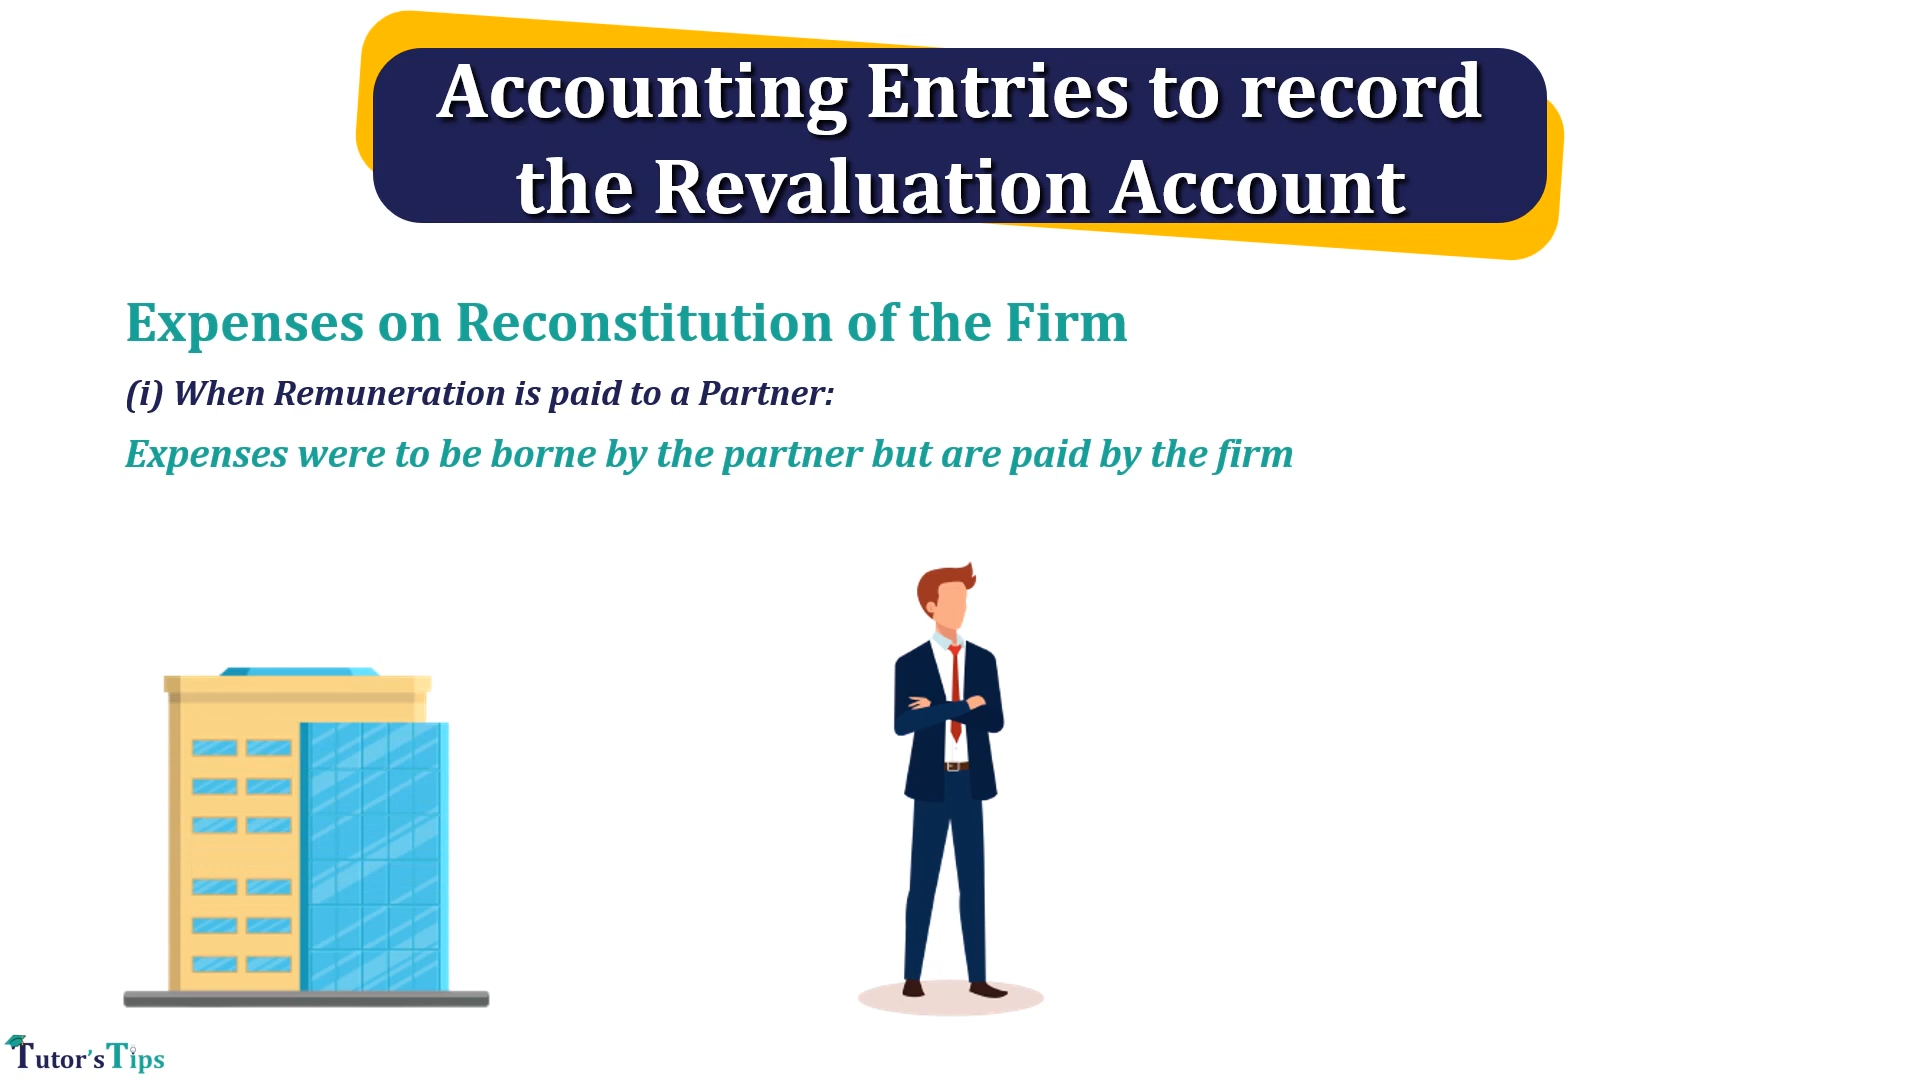 Accounting Entries to record
the Revaluation Account
Expenses on Reconstitution of the Firm
(i) When Remuneration is paid to a Partner:
Expenses were to be borne by the partner but are paid by the firm
Tutor'sTips